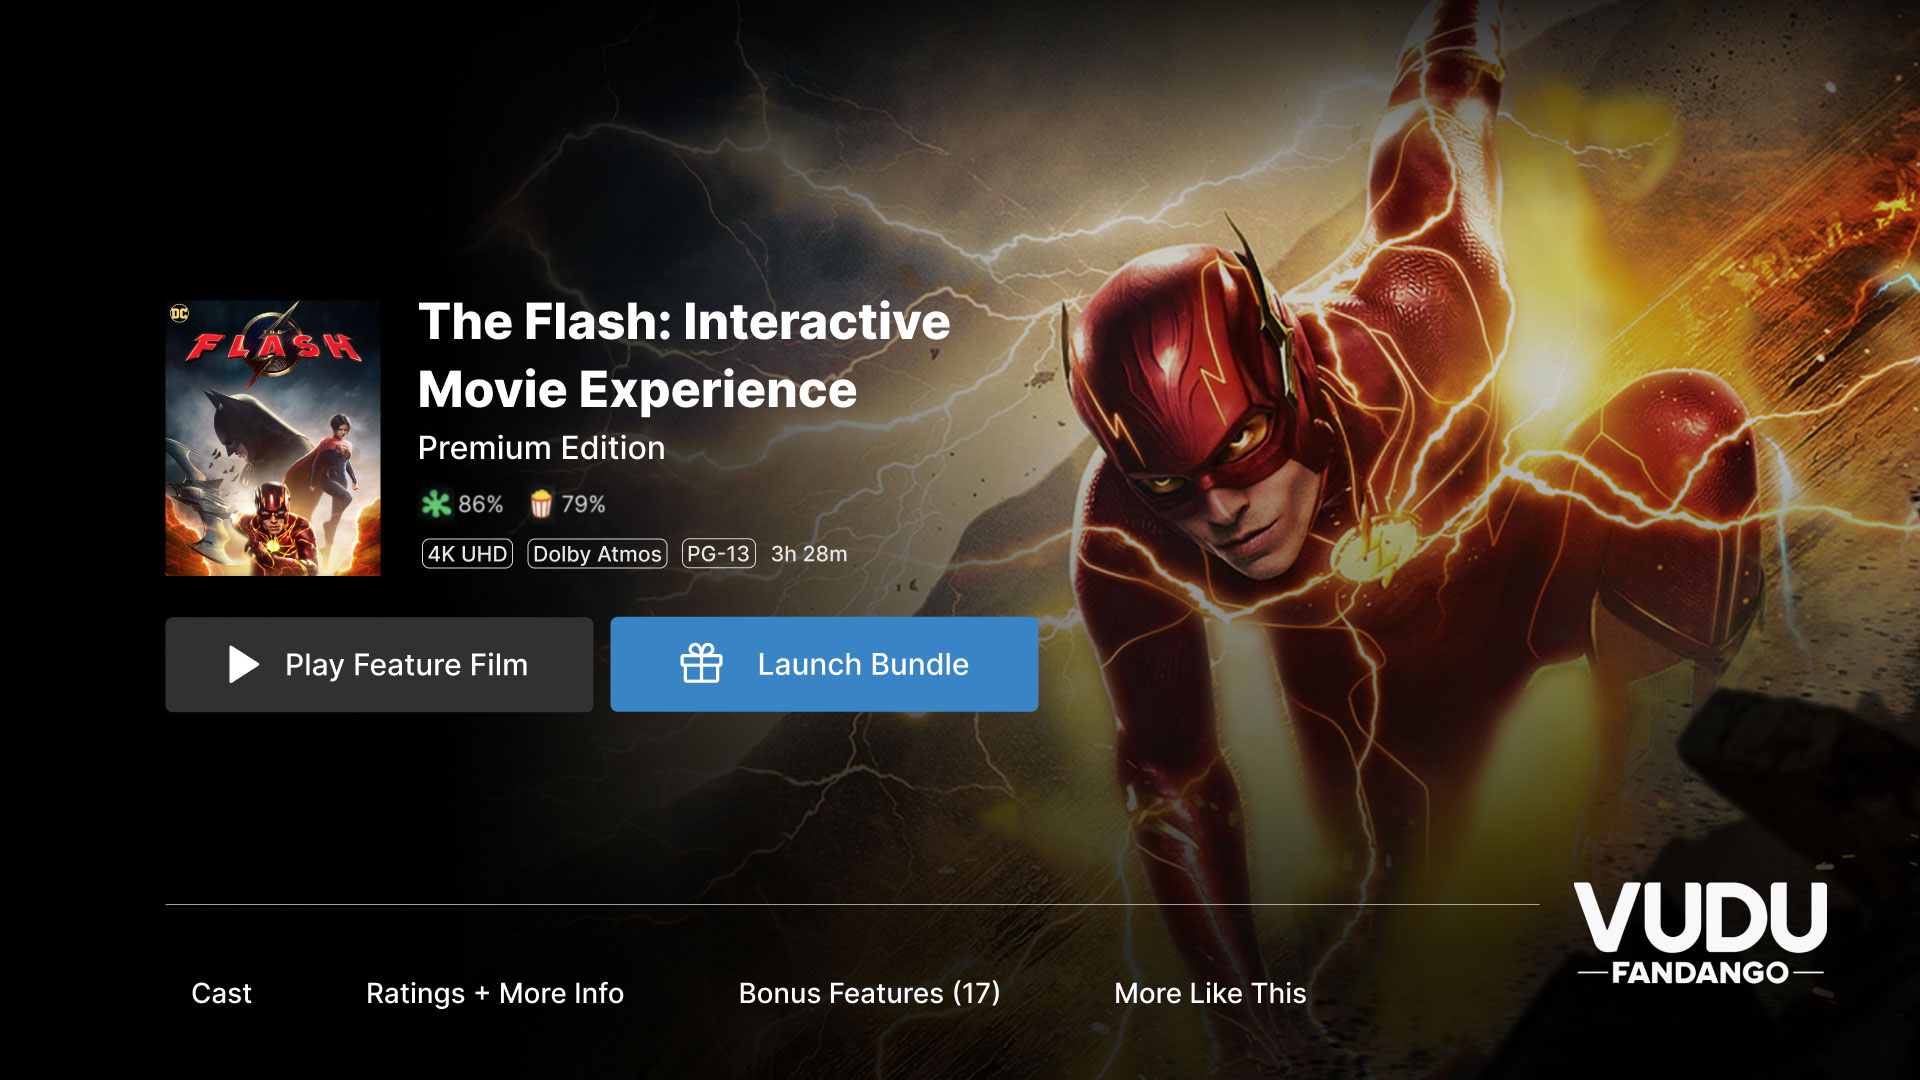 DC
THE
FLASH
The Flash: Interactive
Movie Experience
Premium Edition
86% 79%
4K UHD Dolby Atmos PG-13 3h 28m
Play Feature Film
Launch Bundle
VUDU
FANDANGO
Cast
Ratings + More Info
Bonus Features (17)
More Like This